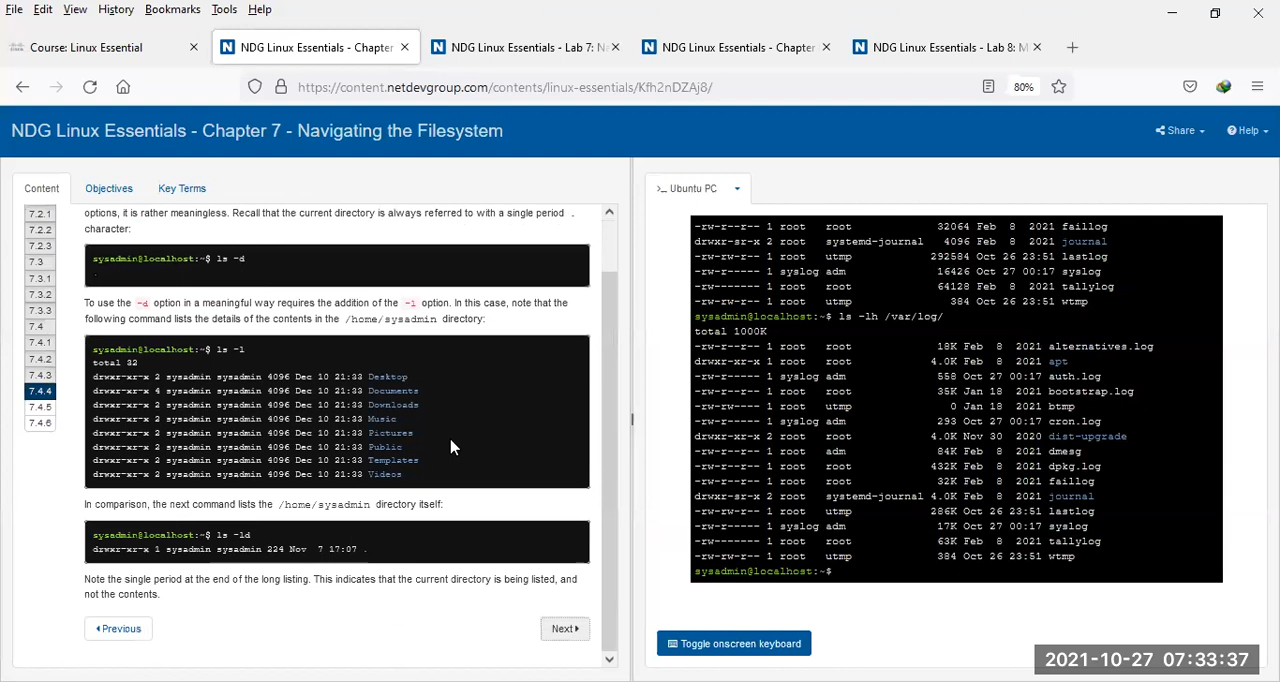 File Edit View History Bookmarks Tools Help
Course: Linux Essential
NDG Linux Essentials - Chapter
NDG Linux Essentials - Lab 7: N
NDG Linux Essentials - Chapter
NDG Linux Essentials - Lab 8: M
https://content.netdevgroup.com/contents/linux-essentials/Kfh2nDZAj8/
80%
NDG Linux Essentials - Chapter 7 - Navigating the Filesystem
Share
Help
Content Objectives Key Terms
7.2.1
7.2.2
7.2.3
7.3
7.3.1
7.3.2
7.3.3
7.4
7.4.1
7.4.2
7.4.3
7.4.4
7.4.5
7.4.6
options, it is rather meaningless. Recall that the current directory is always referred to with a single period .
character:
sysadmin@localhost:~$ ls -d
.
To use the -d option in a meaningful way requires the addition of the -l option. In this case, note that the
following command lists the details of the contents in the /home/sysadmin directory:
sysadmin@localhost:~$ ls -l
total 32
drwxr-xr-x 2 sysadmin sysadmin 4096 Dec 10 21:33 Desktop
drwxr-xr-x 4 sysadmin sysadmin 4096 Dec 10 21:33 Documents
drwxr-xr-x 2 sysadmin sysadmin 4096 Dec 10 21:33 Downloads
drwxr-xr-x 2 sysadmin sysadmin 4096 Dec 10 21:33 Music
drwxr-xr-x 2 sysadmin sysadmin 4096 Dec 10 21:33 Pictures
drwxr-xr-x 2 sysadmin sysadmin 4096 Dec 10 21:33 Public
drwxr-xr-x 2 sysadmin sysadmin 4096 Dec 10 21:33 Templates
drwxr-xr-x 2 sysadmin sysadmin 4096 Dec 10 21:33 Videos
In comparison, the next command lists the /home/sysadmin directory itself:
sysadmin@localhost:~$ ls -ld
drwxr-xr-x 1 sysadmin sysadmin 224 Nov 7 17:07 .
Note the single period at the end of the long listing. This indicates that the current directory is being listed, and
not the contents.
Previous
Next
Ubuntu PC
-rw-r--r-- 1 root root 32064 Feb 8 2021 faillog
drwxr-sr-x 2 root systemd-journal 4096 Feb 8 2021 journal
-rw-rw-r-- 1 root utmp 292584 Oct 26 23:51 lastlog
-rw-r----- 1 syslog adm 16426 Oct 27 00:17 syslog
-rw-r--r-- 1 root root 64128 Feb 8 2021 tallylog
-rw-rw-r-- 1 root utmp 384 Oct 26 23:51 wtmp
sysadmin@localhost:~$ ls -lh /var/log/
total 1000K
-rw-r--r-- 1 root root 18K Feb 8 2021 alternatives.log
drwxr-xr-x 1 root root 4.0K Feb 8 2021 apt
-rw-r----- 1 syslog adm 558 Oct 27 00:17 auth.log
-rw-r--r-- 1 root root 35K Jan 18 2021 bootstrap.log
-rw-rw---- 1 root utmp 0 Jan 18 2021 btmp
-rw-r----- 1 syslog adm 293 Oct 27 00:17 cron.log
drwxr-xr-x 2 root root 4.0K Nov 30 2020 dist-upgrade
-rw-r----- 1 root adm 84K Feb 8 2021 dmesg
-rw-r--r-- 1 root root 432K Feb 8 2021 dpkg.log
-rw-r--r-- 1 root root 32K Feb 8 2021 faillog
drwxr-sr-x 2 root systemd-journal 4.0K Feb 8 2021 journal
-rw-rw-r-- 1 root utmp 286K Oct 26 23:51 lastlog
-rw-r----- 1 syslog adm 17K Oct 27 00:17 syslog
-rw------- 1 root root 63K Feb 8 2021 tallylog
-rw-rw-r-- 1 root utmp 384 Oct 26 23:51 wtmp
sysadmin@localhost:~$
Toggle onscreen keyboard
2021-10-27 07:33:37